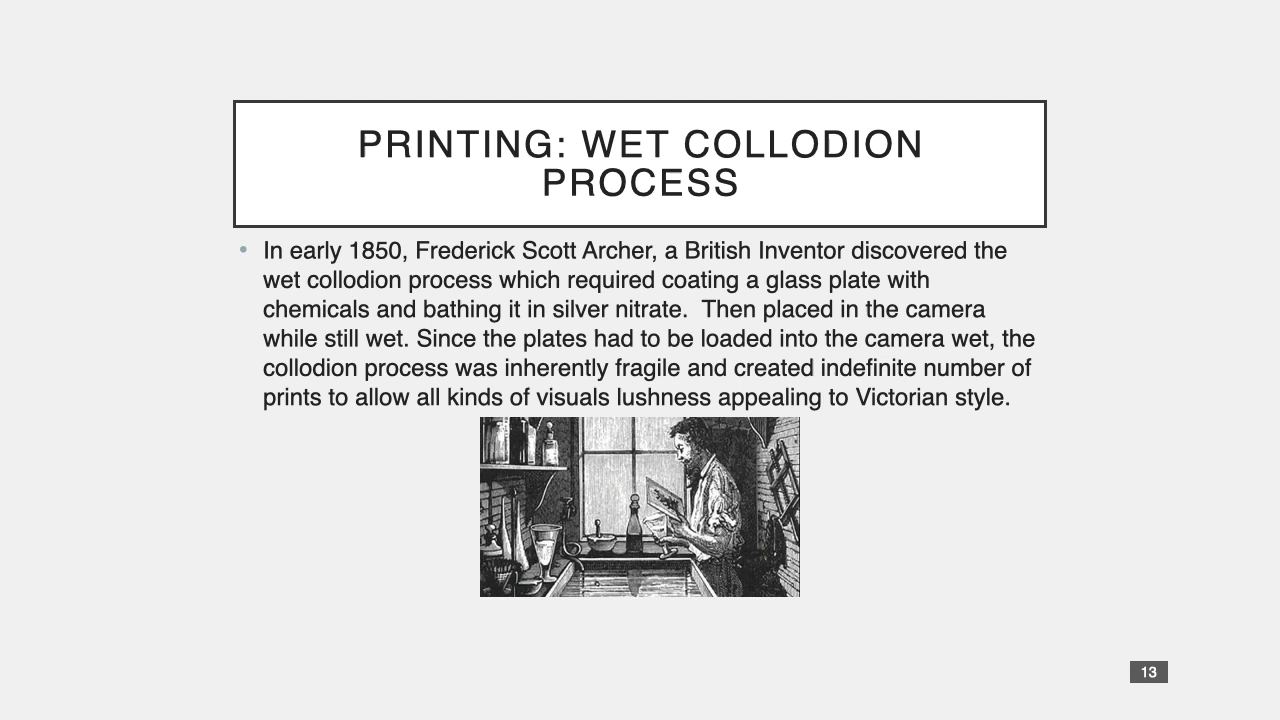 PRINTING: WET COLLODION
PROCESS
• In early 1850, Frederick Scott Archer, a British Inventor discovered the
wet collodion process which required coating a glass plate with
chemicals and bathing it in silver nitrate.  Then placed in the camera
while still wet. Since the plates had to be loaded into the camera wet, the
collodion process was inherently fragile and created indefinite number of
prints to allow all kinds of visuals lushness appealing to Victorian style.
13